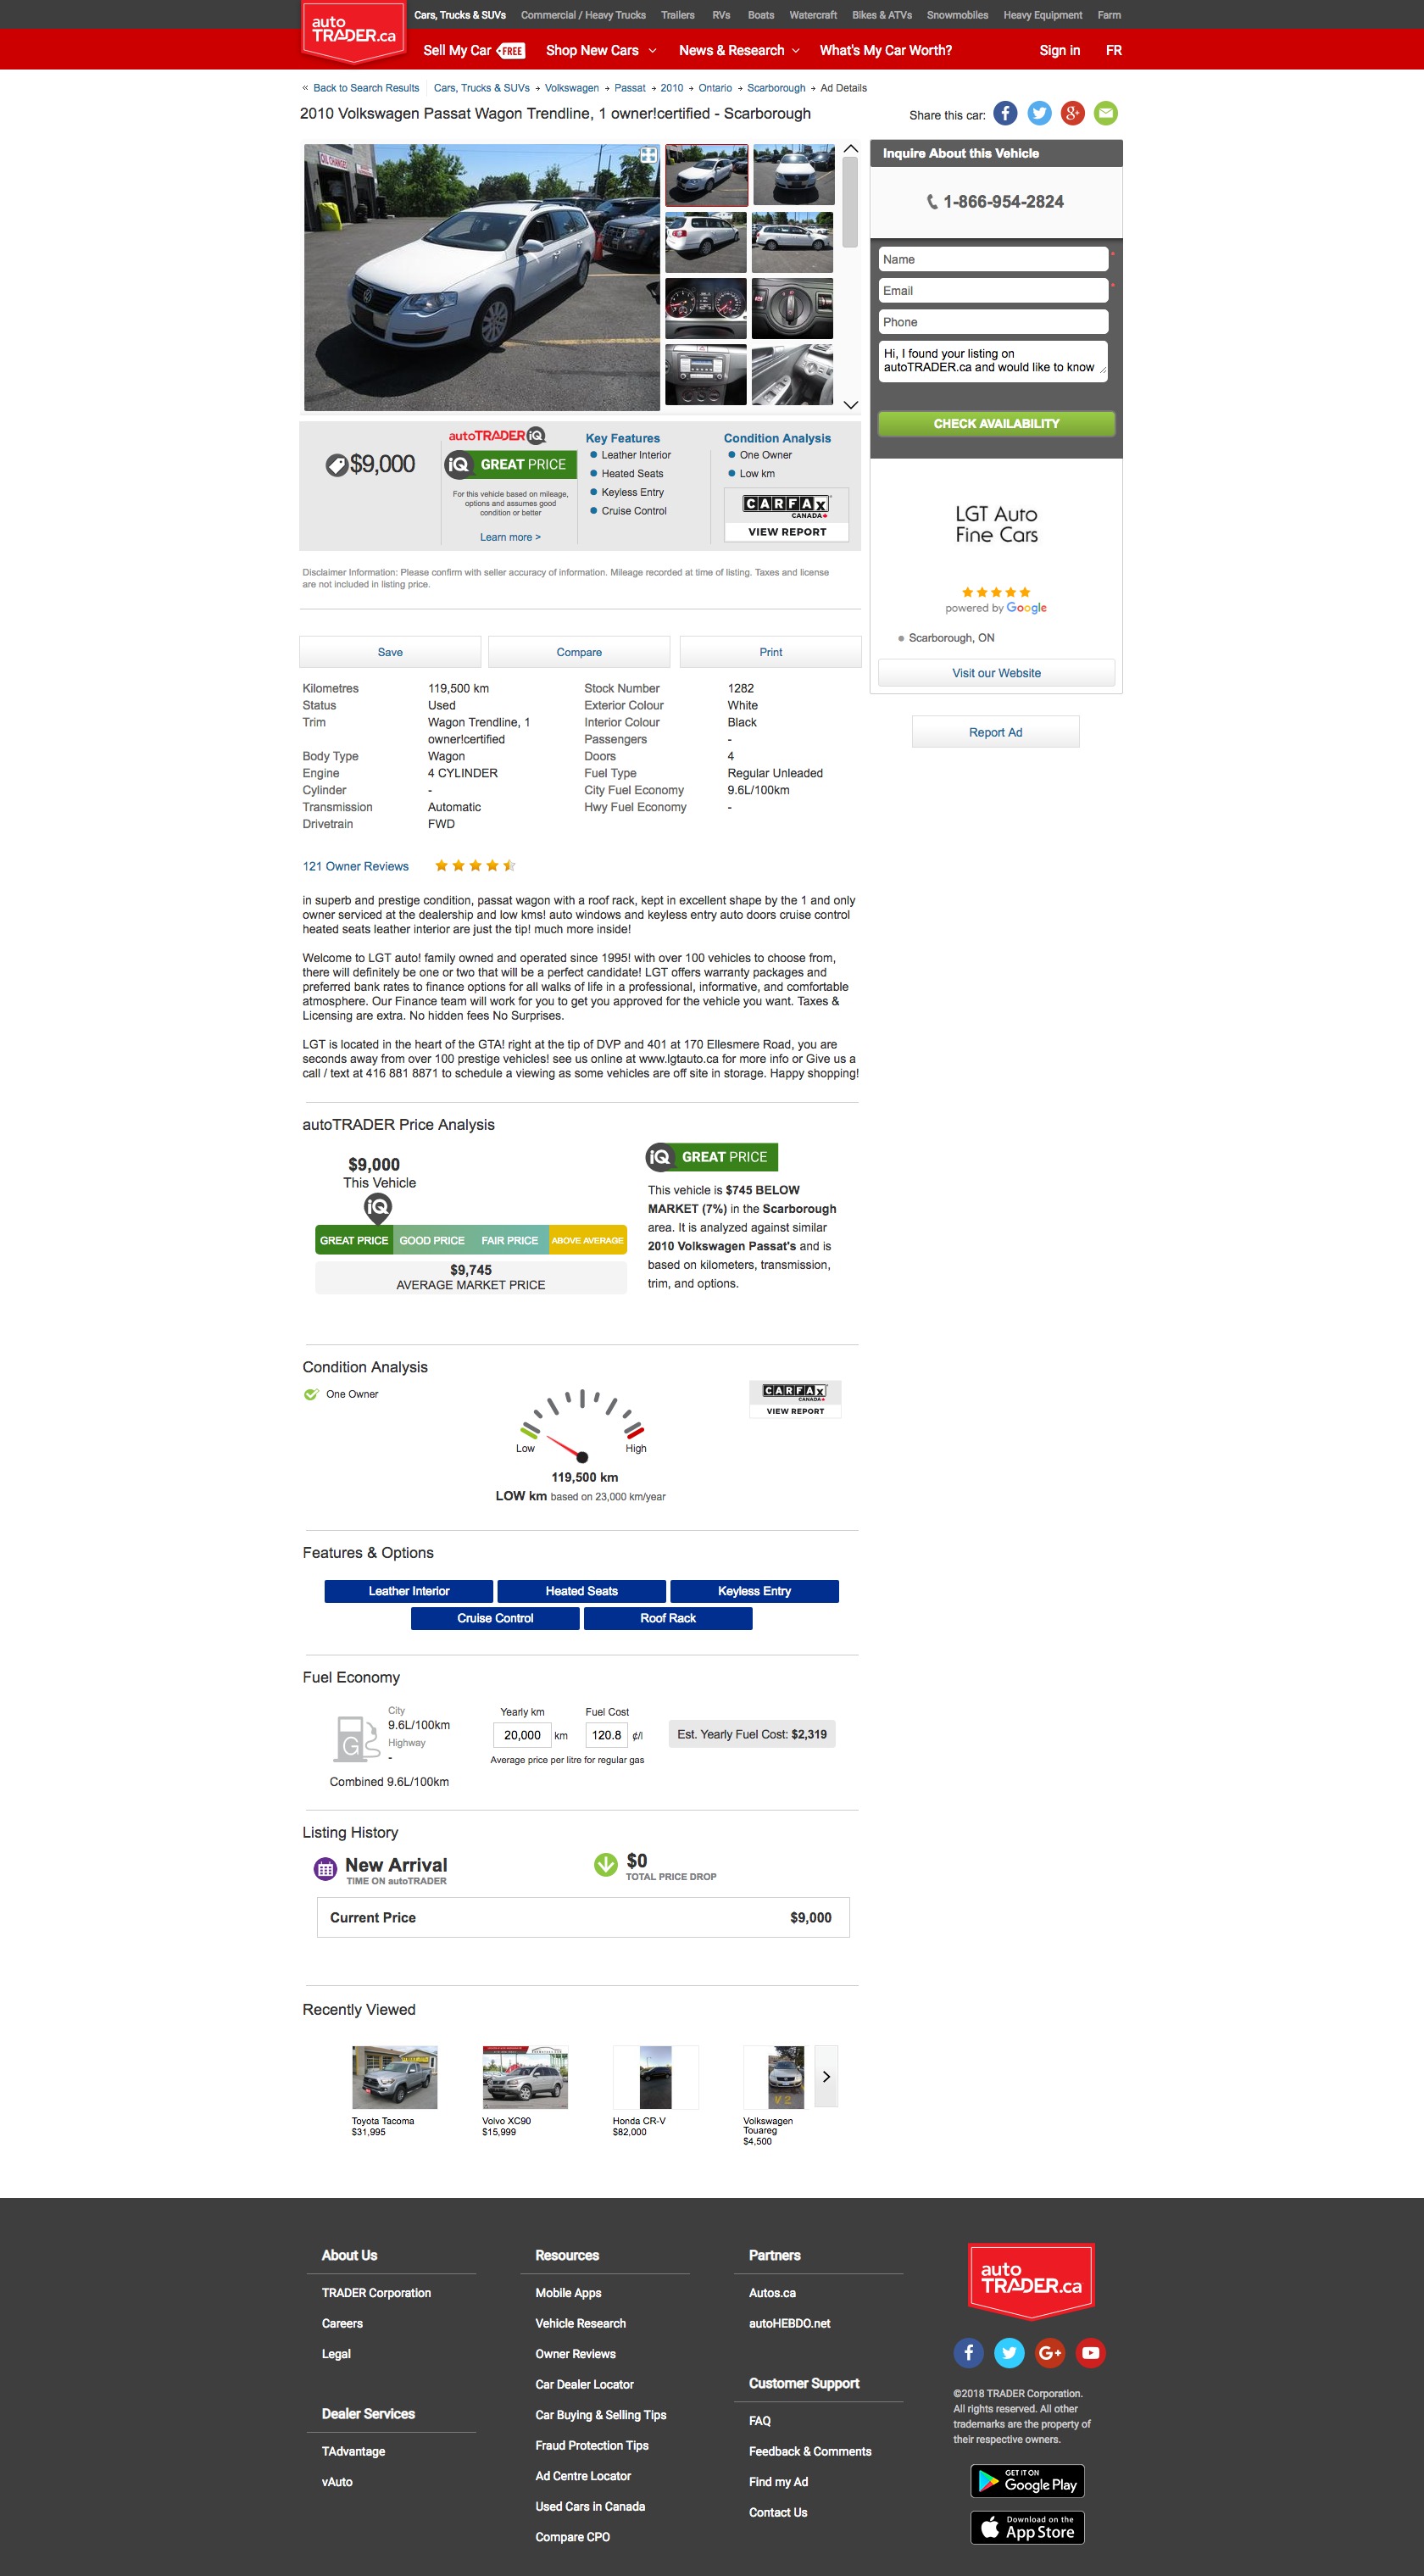 auto
TRADER.ca
Cars, Trucks & SUVs Commercial / Heavy Trucks Trailers RVs Boats Watercraft Bikes & ATVs Snowmobiles Heavy Equipment Farm
Sell My Car FREE Shop New Cars News & Research What's My Car Worth? Sign in FR
« Back to Search Results Cars, Trucks & SUVs → Volkswagen → Passat → 2010 → Ontario → Scarborough → Ad Details
2010 Volkswagen Passat Wagon Trendline, 1 owner!certified - Scarborough
Share this car:
OIL CHANGES
Inquire About this Vehicle
1-866-954-2824
Name *
Email *
Phone
Hi, I found your listing on
autoTRADER.ca and would like to know
CHECK AVAILABILITY
$9,000
autoTRADER iQ
iQ GREAT PRICE
For this vehicle based on mileage,
options and assumes good
condition or better
Learn more >
Key Features
Leather Interior
Heated Seats
Keyless Entry
Cruise Control
Condition Analysis
One Owner
Low km
CARFAX
CANADA
VIEW REPORT
LGT Auto
Fine Cars
powered by Google
Scarborough, ON
Visit our Website
Report Ad
Disclaimer Information: Please confirm with seller accuracy of information. Mileage recorded at time of listing. Taxes and license
are not included in listing price.
Save Compare Print
Kilometres 119,500 km Stock Number 1282
Status Used Exterior Colour White
Trim Wagon Trendline, 1 Interior Colour Black
owner!certified Passengers -
Body Type Wagon Doors 4
Engine 4 CYLINDER Fuel Type Regular Unleaded
Cylinder - City Fuel Economy 9.6L/100km
Transmission Automatic Hwy Fuel Economy -
Drivetrain FWD
121 Owner Reviews
in superb and prestige condition, passat wagon with a roof rack, kept in excellent shape by the 1 and only
owner serviced at the dealership and low kms! auto windows and keyless entry auto doors cruise control
heated seats leather interior are just the tip! much more inside!
Welcome to LGT auto! family owned and operated since 1995! with over 100 vehicles to choose from,
there will definitely be one or two that will be a perfect candidate! LGT offers warranty packages and
preferred bank rates to finance options for all walks of life in a professional, informative, and comfortable
atmosphere. Our Finance team will work for you to get you approved for the vehicle you want. Taxes &
Licensing are extra. No hidden fees No Surprises.
LGT is located in the heart of the GTA! right at the tip of DVP and 401 at 170 Ellesmere Road, you are
seconds away from over 100 prestige vehicles! see us online at www.lgtauto.ca for more info or Give us a
call / text at 416 881 8871 to schedule a viewing as some vehicles are off site in storage. Happy shopping!
autoTRADER Price Analysis
$9,000
This Vehicle
iQ
GREAT PRICE GOOD PRICE FAIR PRICE ABOVE AVERAGE
$9,745
AVERAGE MARKET PRICE
iQ GREAT PRICE
This vehicle is $745 BELOW
MARKET (7%) in the Scarborough
area. It is analyzed against similar
2010 Volkswagen Passat's and is
based on kilometers, transmission,
trim, and options.
Condition Analysis
One Owner
Low High
119,500 km
LOW km based on 23,000 km/year
CARFAX
CANADA
VIEW REPORT
Features & Options
Leather Interior Heated Seats Keyless Entry
Cruise Control Roof Rack
Fuel Economy
G
City
9.6L/100km
Highway
-
Combined 9.6L/100km
Yearly km Fuel Cost
20,000 km 120.8 ¢/l
Average price per litre for regular gas
Est. Yearly Fuel Cost: $2,319
Listing History
New Arrival
TIME ON autoTRADER
$0
TOTAL PRICE DROP
Current Price $9,000
Recently Viewed
V2
Toyota Tacoma
$31,995
Volvo XC90
$15,999
Honda CR-V
$82,000
Volkswagen
Touareg
$4,500
About Us
TRADER Corporation
Careers
Legal
Dealer Services
TAdvantage
vAuto
Resources
Mobile Apps
Vehicle Research
Owner Reviews
Car Dealer Locator
Car Buying & Selling Tips
Fraud Protection Tips
Ad Centre Locator
Used Cars in Canada
Compare CPO
Partners
Autos.ca
autoHEBDO.net
Customer Support
FAQ
Feedback & Comments
Find my Ad
Contact Us
auto
TRADER.ca
©2018 TRADER Corporation.
All rights reserved. All other
trademarks are the property of
their respective owners.
GET IT ON
Google Play
Download on the
App Store